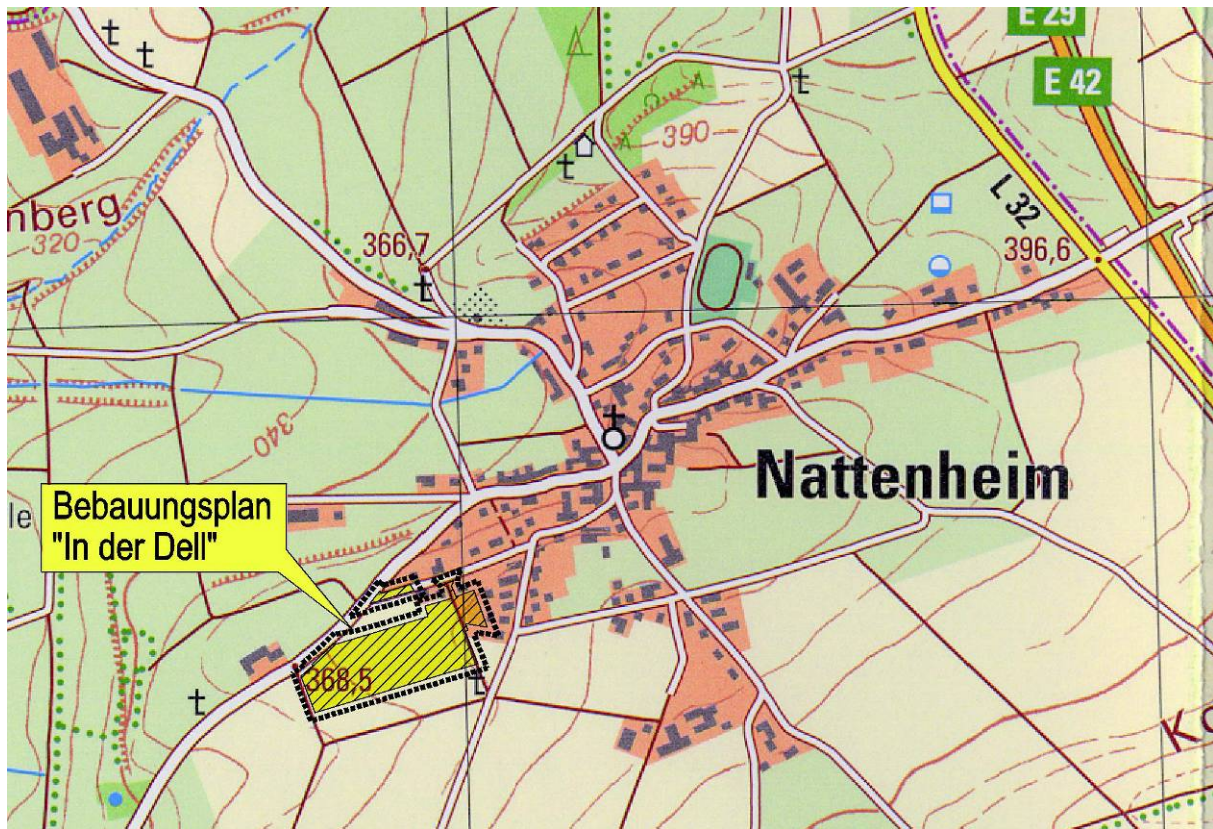 E 29
E 42
390
nberg
320
366,7
L 32
396,6
340
Nattenheim
le
Bebauungsplan
"In der Dell"
368,5
K